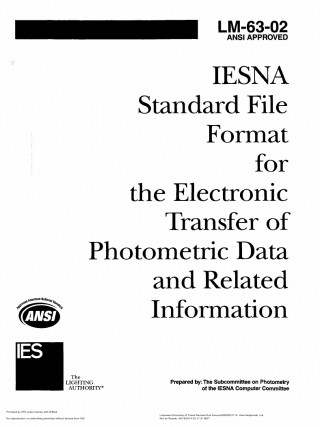 LM-63-02
ANSI APPROVED
IESNA
Standard File
Format
for
the Electronic
Transfer of
Photometric Data
and Related
Information
ANSI
IES
The
LIGHTING
AUTHORITY®
Prepared by: The Subcommittee on Photometry
of the IESNA Computer Committee